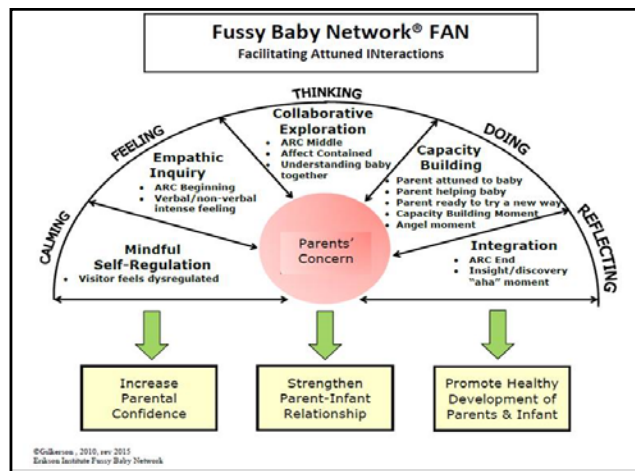 Fussy Baby Network® FAN
Facilitating Attuned INteractions
CALMING
FEELING
THINKING
DOING
REFLECTING
Mindful
Self-Regulation
• Visitor feels dysregulated
Empathic
Inquiry
• ARC Beginning
• Verbal/non-verbal
intense feeling
Collaborative
Exploration
• ARC Middle
• Affect Contained
• Understanding baby
together
Capacity
Building
• Parent attuned to baby
• Parent helping baby
• Parent ready to try a new way
• Capacity Building Moment
• Angel moment
Integration
• ARC End
• Insight/discovery
"aha" moment
Parents'
Concern
Increase
Parental
Confidence
Strengthen
Parent-Infant
Relationship
Promote Healthy
Development of
Parents & Infant
©Gilkerson, 2010, rev 2015
Erikson Institute Fussy Baby Network